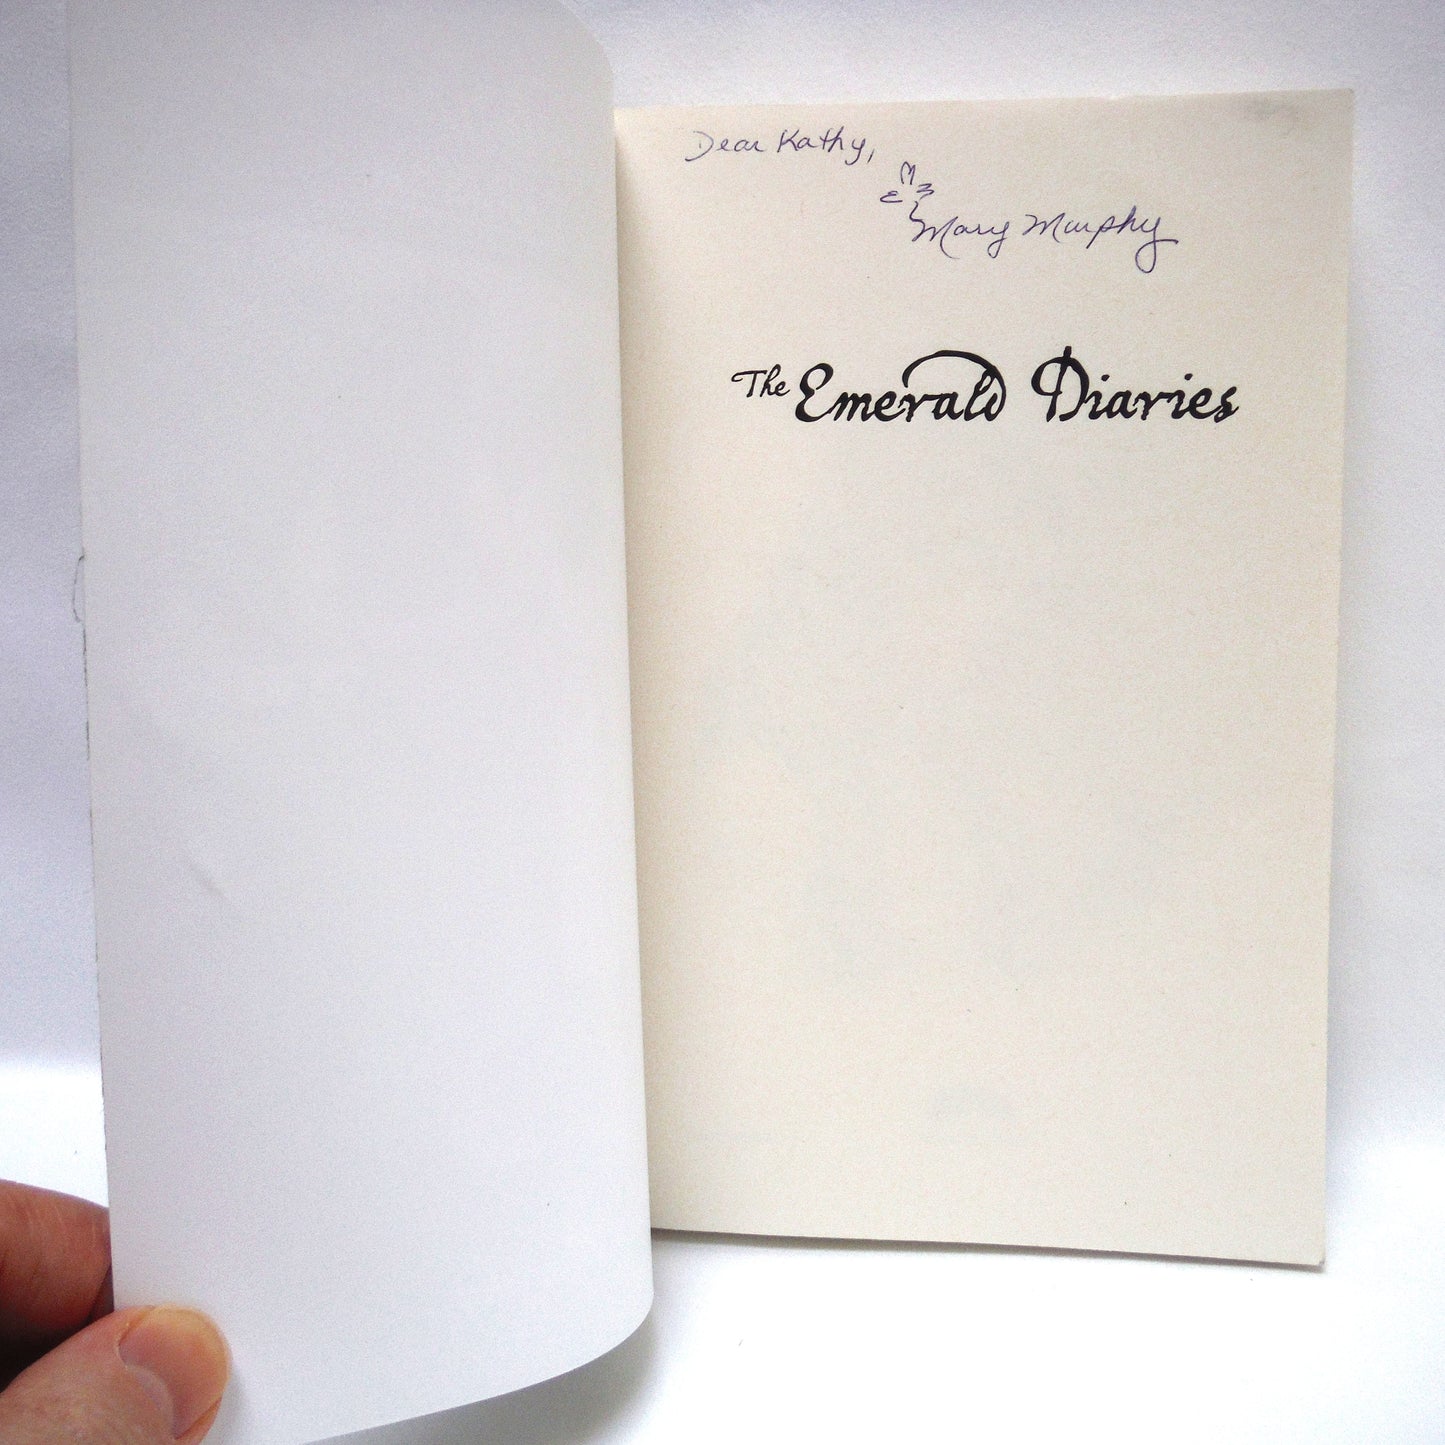 Dear Kathy,
Mary Murphy
The Emerald Diaries